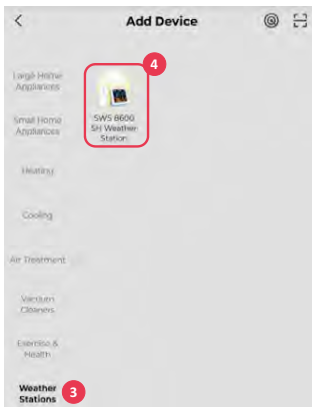 Add Device
4
Large Home
Appliances
SWS 8600
SH Weather
Station
Small Home
Appliances
Heating
Cooling
Air Treatment
Vacuum
Cleaners
Exercise &
Health
Weather
Stations
3